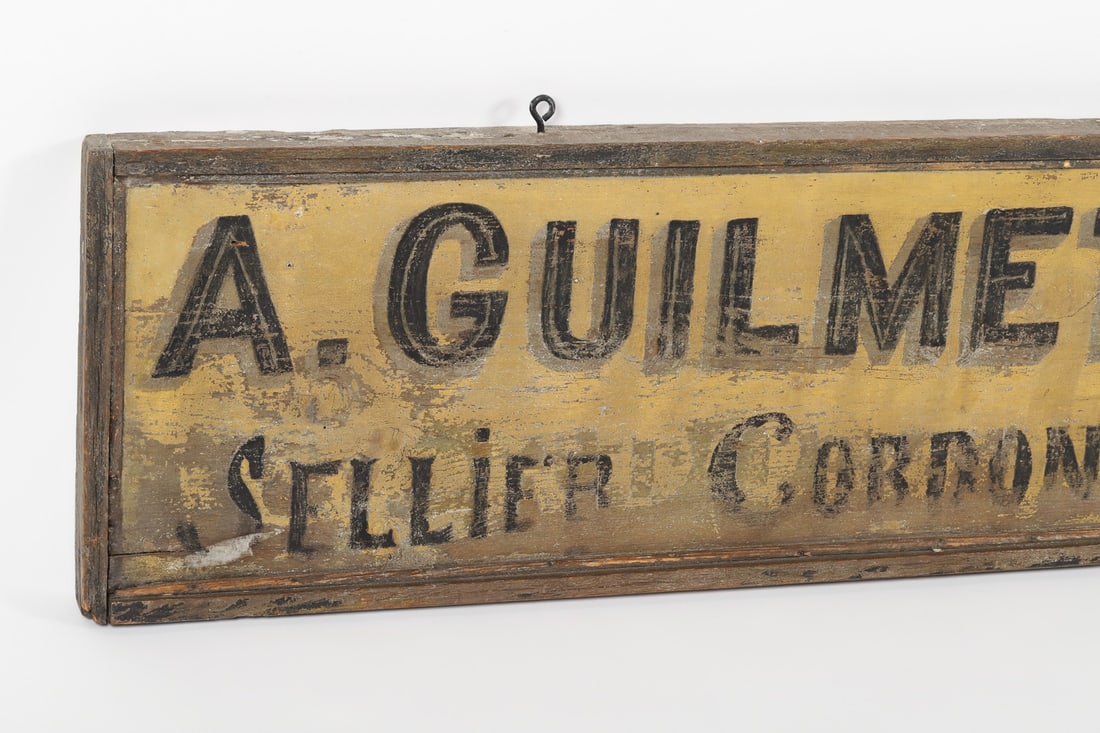 A. GUILMET
SELLiER CORDON